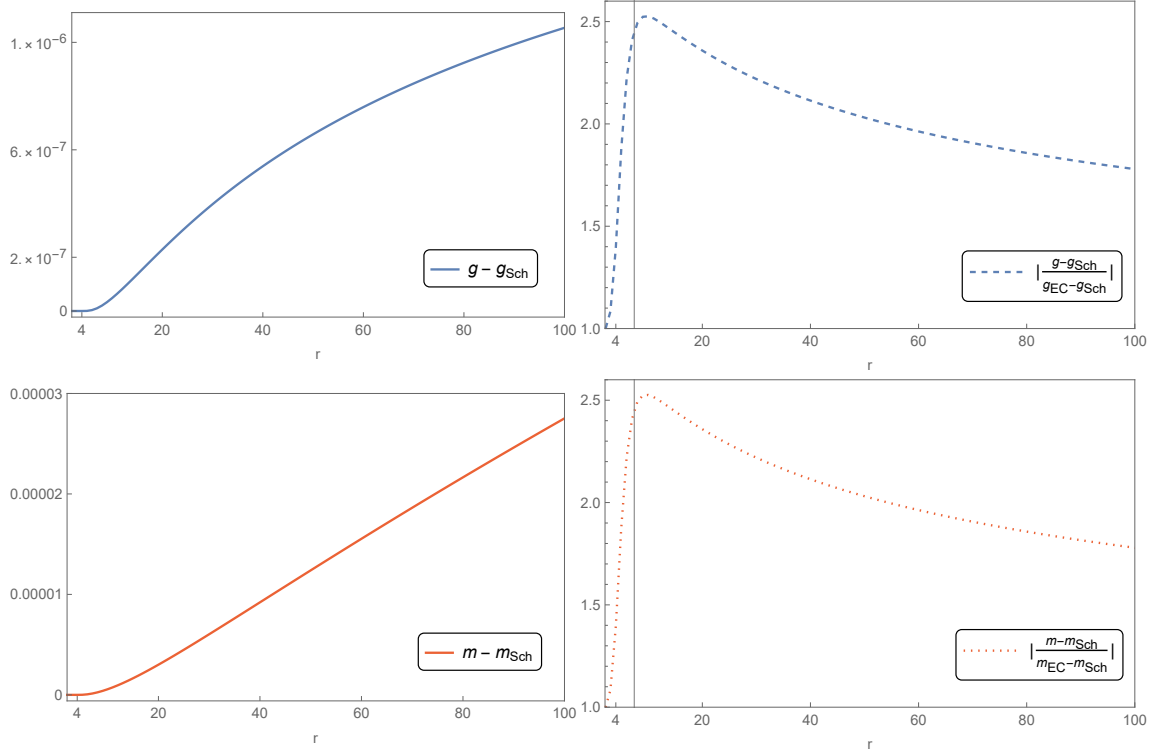 1.×10⁻⁶
6.×10⁻⁷
2.×10⁻⁷
0
4 20 40 60 80 100
r
g - g_Sch
2.5
2.0
1.5
1.0
4 20 40 60 80 100
r
|g-g_Sch / g_EC-g_Sch|
0.00003
0.00002
0.00001
0
4 20 40 60 80 100
r
m - m_Sch
2.5
2.0
1.5
1.0
4 20 40 60 80 100
r
|m-m_Sch / m_EC-m_Sch|